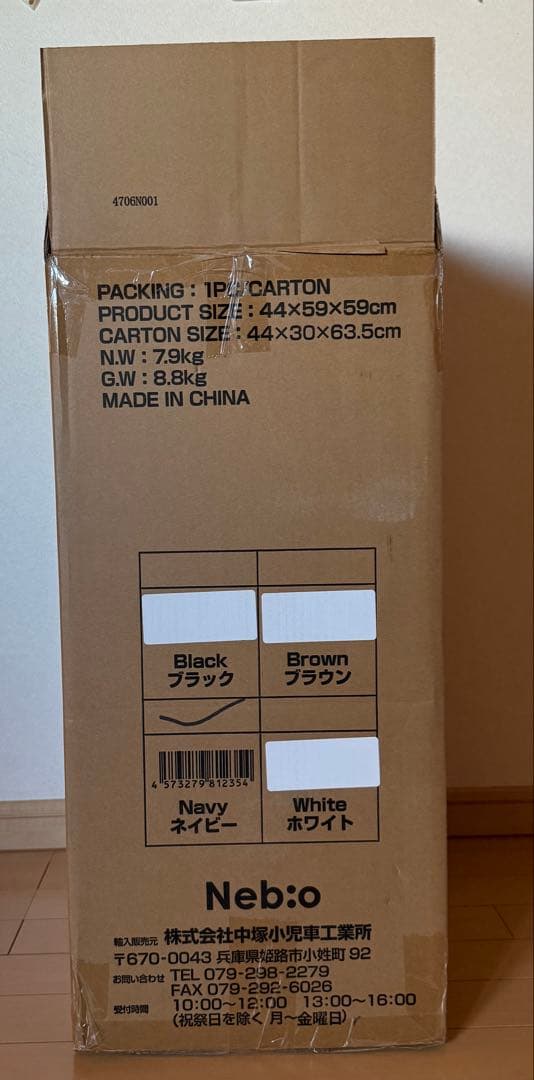 4706N001
PACKING : 1PC/CARTON
PRODUCT SIZE : 44×59×59cm
CARTON SIZE : 44×30×63.5cm
N.W : 7.9kg
G.W : 8.8kg
MADE IN CHINA
Black Brown
ブラック ブラウン
4 573279 812354
Navy White
ネイビー ホワイト
Neb:o
輸入販売元 株式会社中塚小児車工業所
〒670-0043 兵庫県姫路市小姓町 92
お問い合わせ TEL 079-298-2279
FAX 079-292-6026
受付時間 10:00～12:00 13:00～16:00
(祝祭日を除く 月～金曜日)